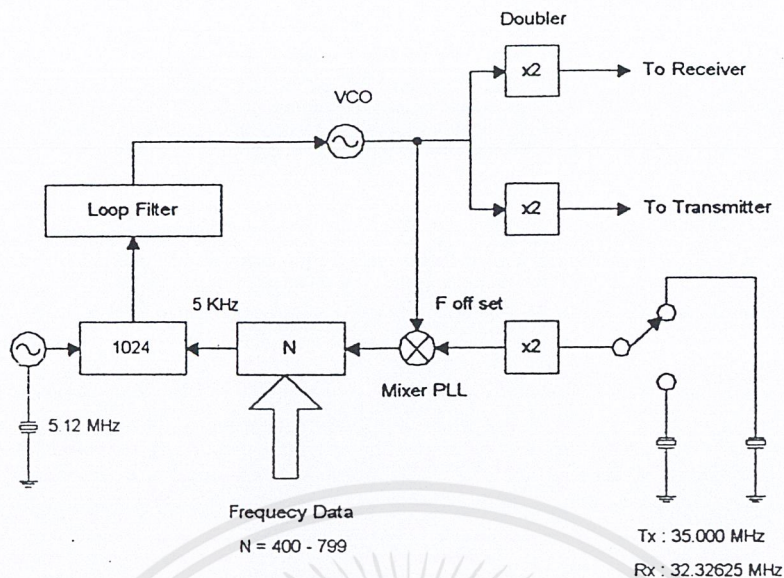 Doubler
x2
To Receiver
VCO
Loop Filter
x2
To Transmitter
5 KHz
F off set
1024
N
x2
Mixer PLL
5.12 MHz
Frequecy Data
N = 400 - 799
Tx : 35.000 MHz
Rx : 32.32625 MHz